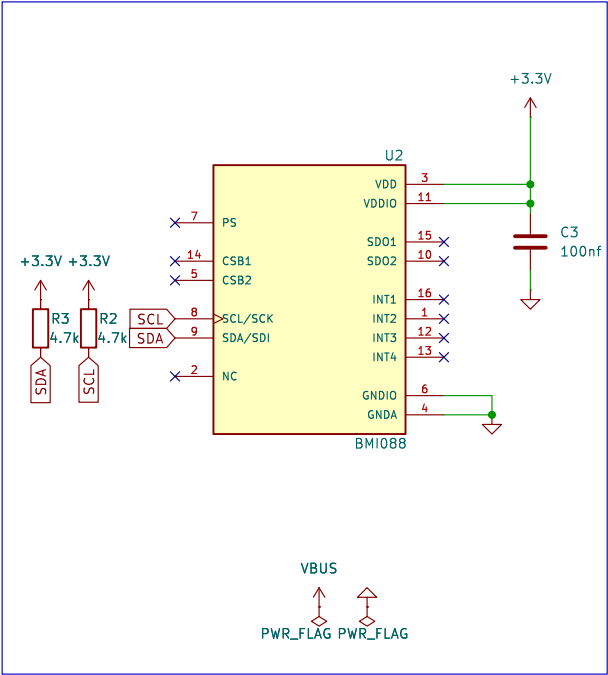 +3.3V
U2
VDD 3
VDDIO 11
7 PS
SDO1 15
SDO2 10
14 CSB1
5 CSB2
C3
100nf
+3.3V +3.3V
INT1 16
INT2 1
INT3 12
INT4 13
R3
4.7k
R2
4.7k
SCL 8 SCL/SCK
SDA 9 SDA/SDI
SDA
SCL
2 NC
GNDIO 6
GNDA 4
BMI088
VBUS
PWR_FLAG PWR_FLAG